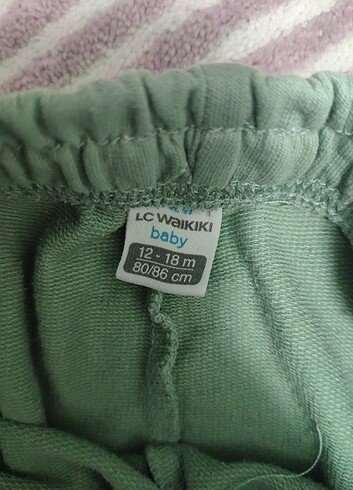 LC WAIKIKI
baby
12 - 18 m
80/86 cm